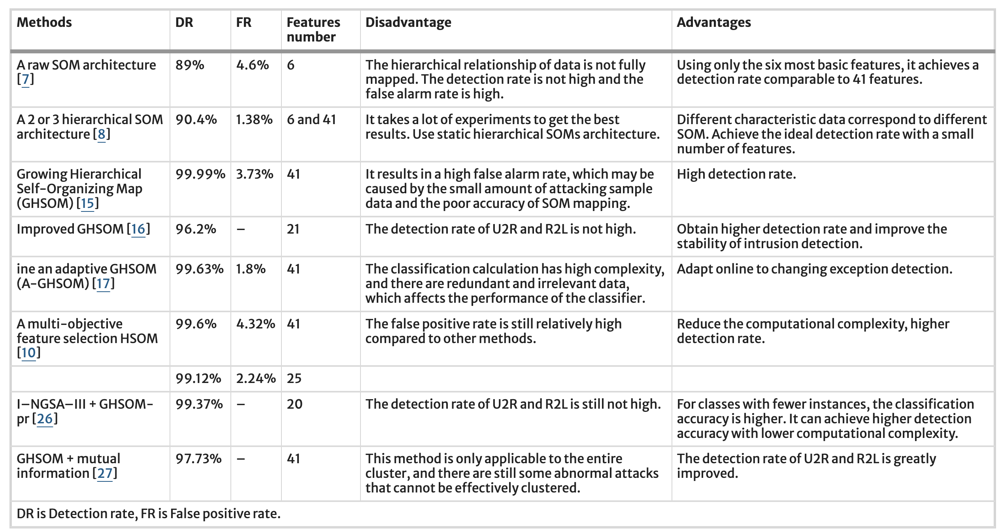 Methods DR FR Features number Disadvantage Advantages
A raw SOM architecture [7] 89% 4.6% 6 The hierarchical relationship of data is not fully mapped. The detection rate is not high and the false alarm rate is high. Using only the six most basic features, it achieves a detection rate comparable to 41 features.
A 2 or 3 hierarchical SOM architecture [8] 90.4% 1.38% 6 and 41 It takes a lot of experiments to get the best results. Use static hierarchical SOMs architecture. Different characteristic data correspond to different SOM. Achieve the ideal detection rate with a small number of features.
Growing Hierarchical Self-Organizing Map (GHSOM) [15] 99.99% 3.73% 41 It results in a high false alarm rate, which may be caused by the small amount of attacking sample data and the poor accuracy of SOM mapping. High detection rate.
Improved GHSOM [16] 96.2% – 21 The detection rate of U2R and R2L is not high. Obtain higher detection rate and improve the stability of intrusion detection.
ine an adaptive GHSOM (A-GHSOM) [17] 99.63% 1.8% 41 The classification calculation has high complexity, and there are redundant and irrelevant data, which affects the performance of the classifier. Adapt online to changing exception detection.
A multi-objective feature selection HSOM [10] 99.6% 4.32% 41 The false positive rate is still relatively high compared to other methods. Reduce the computational complexity, higher detection rate.
99.12% 2.24% 25
I–NGSA–III + GHSOM-pr [26] 99.37% – 20 The detection rate of U2R and R2L is still not high. For classes with fewer instances, the classification accuracy is higher. It can achieve higher detection accuracy with lower computational complexity.
GHSOM + mutual information [27] 97.73% – 41 This method is only applicable to the entire cluster, and there are still some abnormal attacks that cannot be effectively clustered. The detection rate of U2R and R2L is greatly improved.
DR is Detection rate, FR is False positive rate.